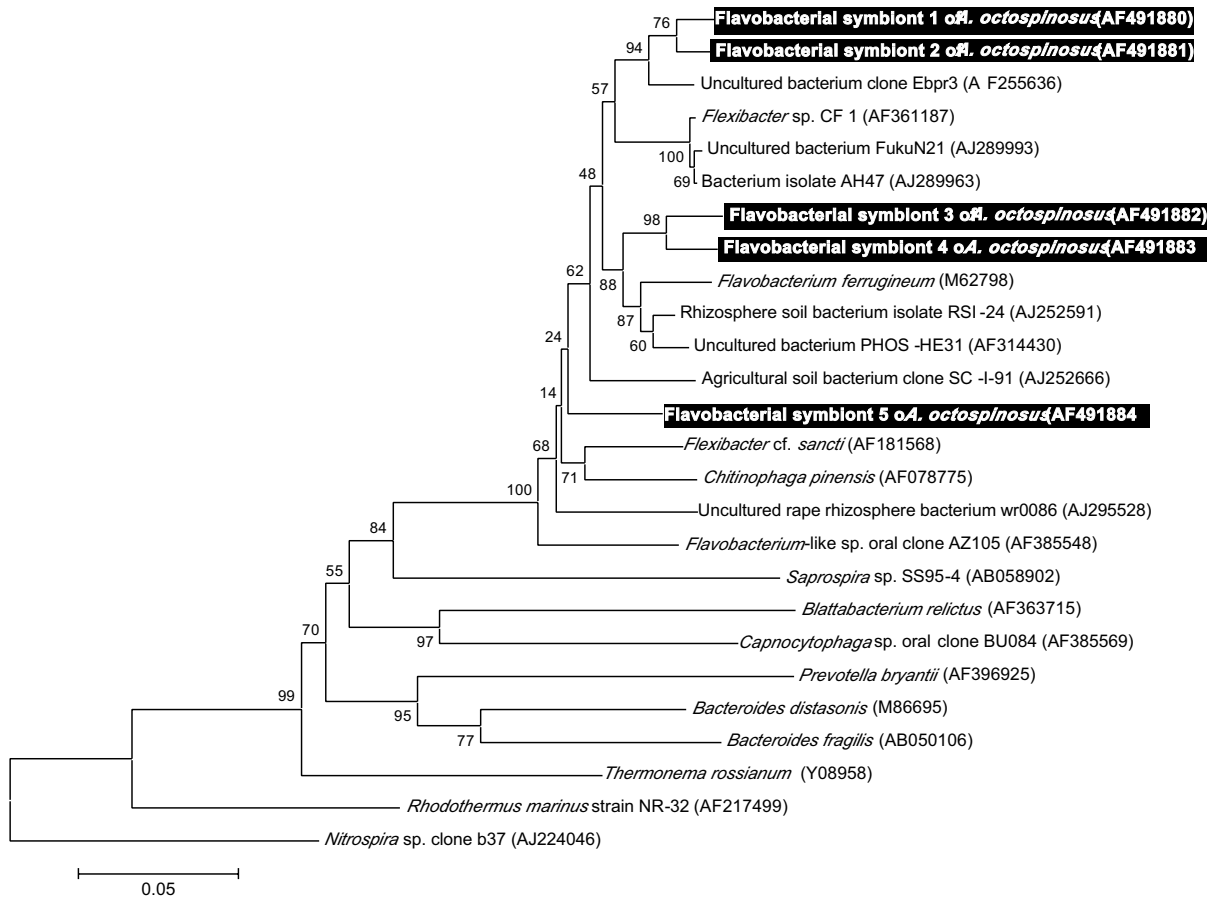 76
Flavobacterial symbiont 1 of A. octospinosus (AF491880)
Flavobacterial symbiont 2 of A. octospinosus (AF491881)
94
Uncultured bacterium clone Ebpr3 (A F255636)
57
Flexibacter sp. CF 1 (AF361187)
Uncultured bacterium FukuN21 (AJ289993)
100
48
69
Bacterium isolate AH47 (AJ289963)
98
Flavobacterial symbiont 3 of A. octospinosus (AF491882)
Flavobacterial symbiont 4 o A. octospinosus (AF491883
62
88
Flavobacterium ferrugineum (M62798)
Rhizosphere soil bacterium isolate RSI -24 (AJ252591)
87
24
60
Uncultured bacterium PHOS -HE31 (AF314430)
Agricultural soil bacterium clone SC -I-91 (AJ252666)
14
Flavobacterial symbiont 5 o A. octospinosus (AF491884
68
Flexibacter cf. sancti (AF181568)
71
Chitinophaga pinensis (AF078775)
100
Uncultured rape rhizosphere bacterium wr0086 (AJ295528)
84
Flavobacterium-like sp. oral clone AZ105 (AF385548)
55
Saprospira sp. SS95-4 (AB058902)
Blattabacterium relictus (AF363715)
70
97
Capnocytophaga sp. oral clone BU084 (AF385569)
Prevotella bryantii (AF396925)
99
95
Bacteroides distasonis (M86695)
77
Bacteroides fragilis (AB050106)
Thermonema rossianum (Y08958)
Rhodothermus marinus strain NR-32 (AF217499)
Nitrospira sp. clone b37 (AJ224046)
0.05